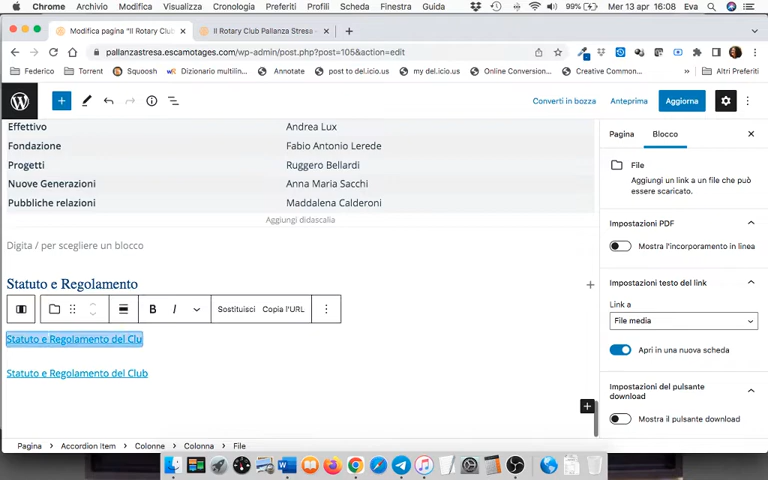 Anteprima Archivio Modifica Visualizza Cronologia Preferiti Profili Scheda Finestra Guida 99% Mer 13 apr 16:08 Eva
Modifica pagina "Il Rotary Club Il Rotary Club Pallanza Stresa
pallanzastresa.escamotages.com/wp-admin/post.php?post=105&action=edit
Federico Torrent Squoosh Dizionario multilin... Annotate post to del.icio.us my del.icio.us Online Conversion... Creative Commons... » Altri Preferiti
Converti in bozza Anteprima Aggiorna
Effettivo Andrea Lux
Fondazione Fabio Antonio Lerede
Progetti Ruggero Bellardi
Nuove Generazioni Anna Maria Sacchi
Pubbliche relazioni Maddalena Calderoni
Aggiungi didascalia
Digita / per scegliere un blocco
Statuto e Regolamento
B I Sostituisci Copia l'URL
Statuto e Regolamento del Clu
Statuto e Regolamento del Club
Pagina Blocco
File
Aggiungi un link a un file che può
essere scaricato.
Impostazioni PDF
Mostra l'incorporamento in linea
Impostazioni testo del link
Link a
File media
Apri in una nuova scheda
Impostazioni del pulsante
download
Mostra il pulsante download
Pagina › Accordion Item › Colonne › Colonna › File